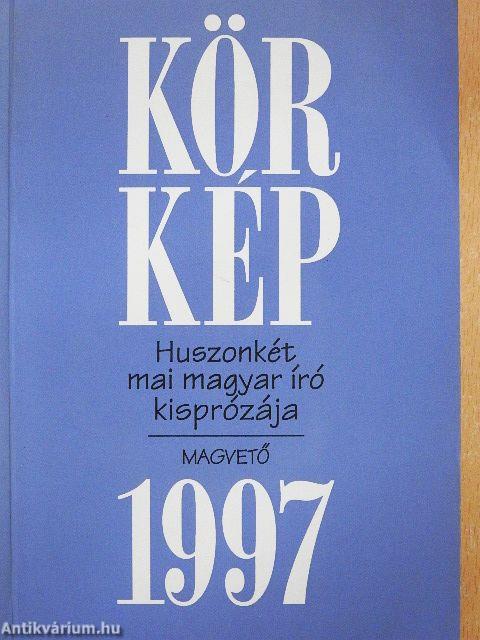 KÖR
KÉP
Huszonkét
mai magyar író
kisprózája
MAGVETŐ
1997
Antikvárium.hu